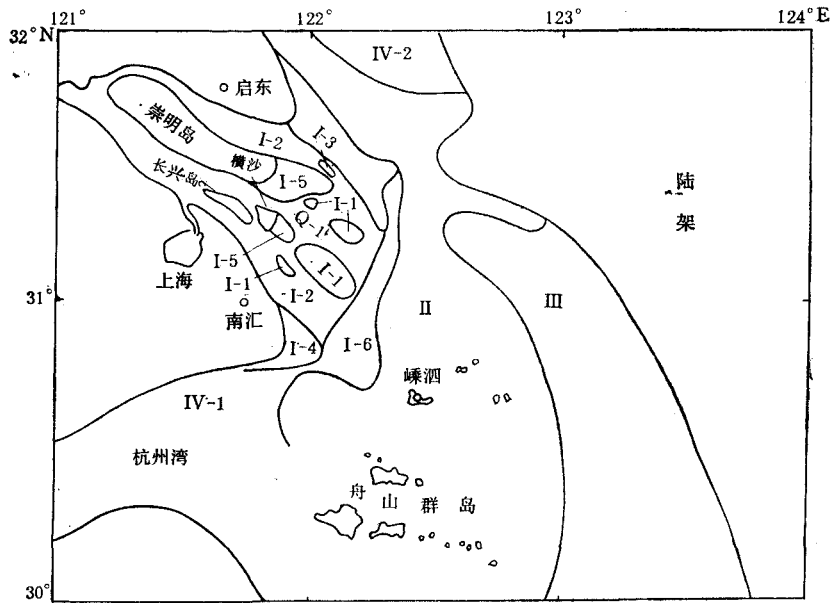 121°
122°
123°
124°E
32°N
IV-2
启东
崇明岛
I-2
I-3
横沙
I-5
长兴岛
I-1
Q-1
陆架
I-5
I-1
I-1
上海
31°
I-2
南汇
II
III
I-4
I-6
嵊泗
IV-1
杭州湾
舟山群岛
30°